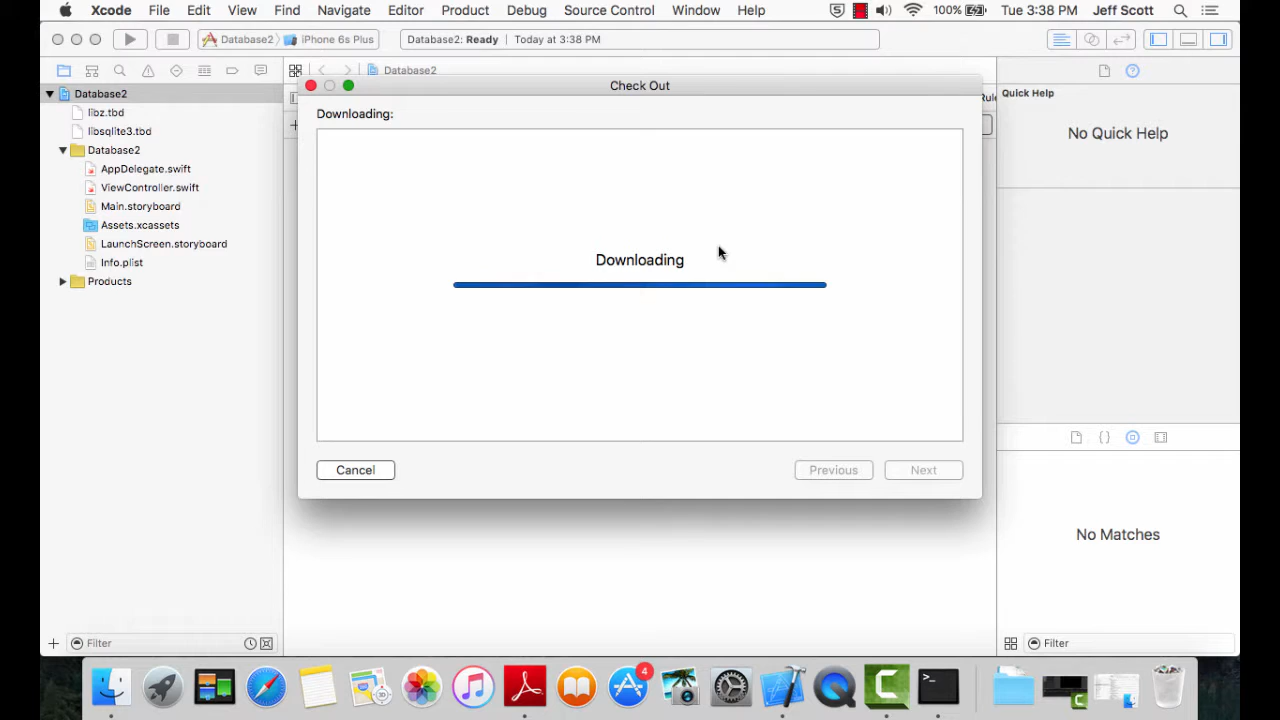 Xcode File Edit View Find Navigate Editor Product Debug Source Control Window Help 5 100% Tue 3:38 PM Jeff Scott
Database2 iPhone 6s Plus Database2: Ready Today at 3:38 PM
Database2
Check Out
Downloading:
Downloading
Cancel Previous Next
Database2
libz.tbd
libsqlite3.tbd
Database2
AppDelegate.swift
ViewController.swift
Main.storyboard
Assets.xcassets
LaunchScreen.storyboard
Info.plist
Products
Filter
Quick Help
No Quick Help
No Matches
Filter
4